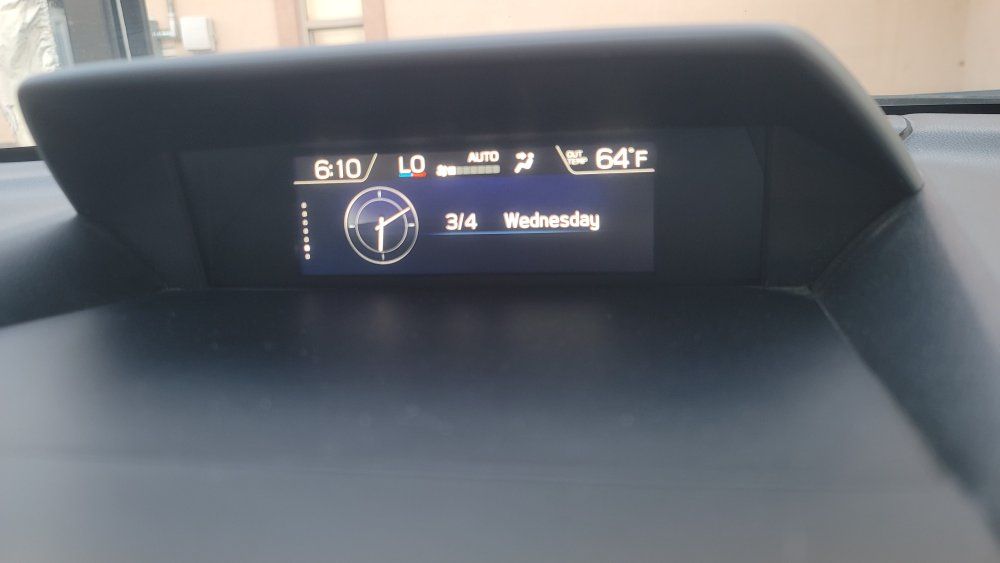 6:10 LO AUTO OUT TEMP 64°F
3/4 Wednesday